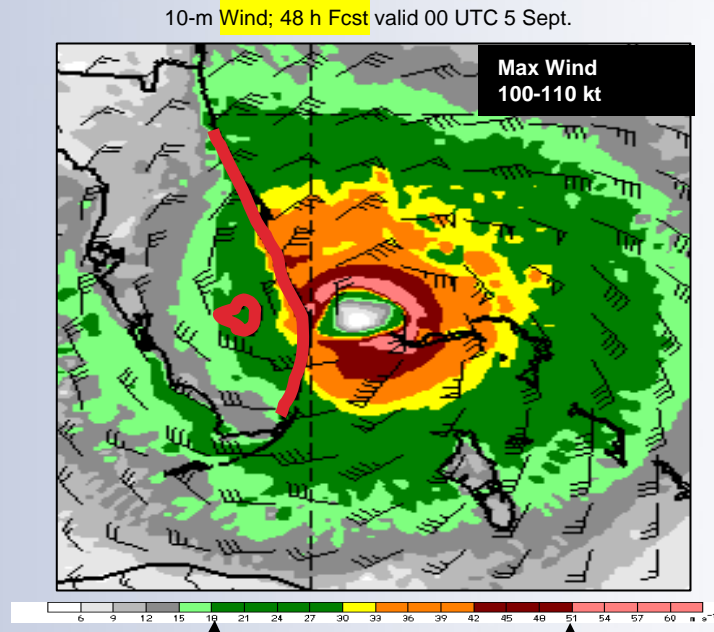 10-m Wind; 48 h Fcst valid 00 UTC 5 Sept.
Max Wind
100-110 kt
6 9 12 15 18 21 24 27 30 33 36 39 42 45 48 51 54 57 60 m s⁻¹